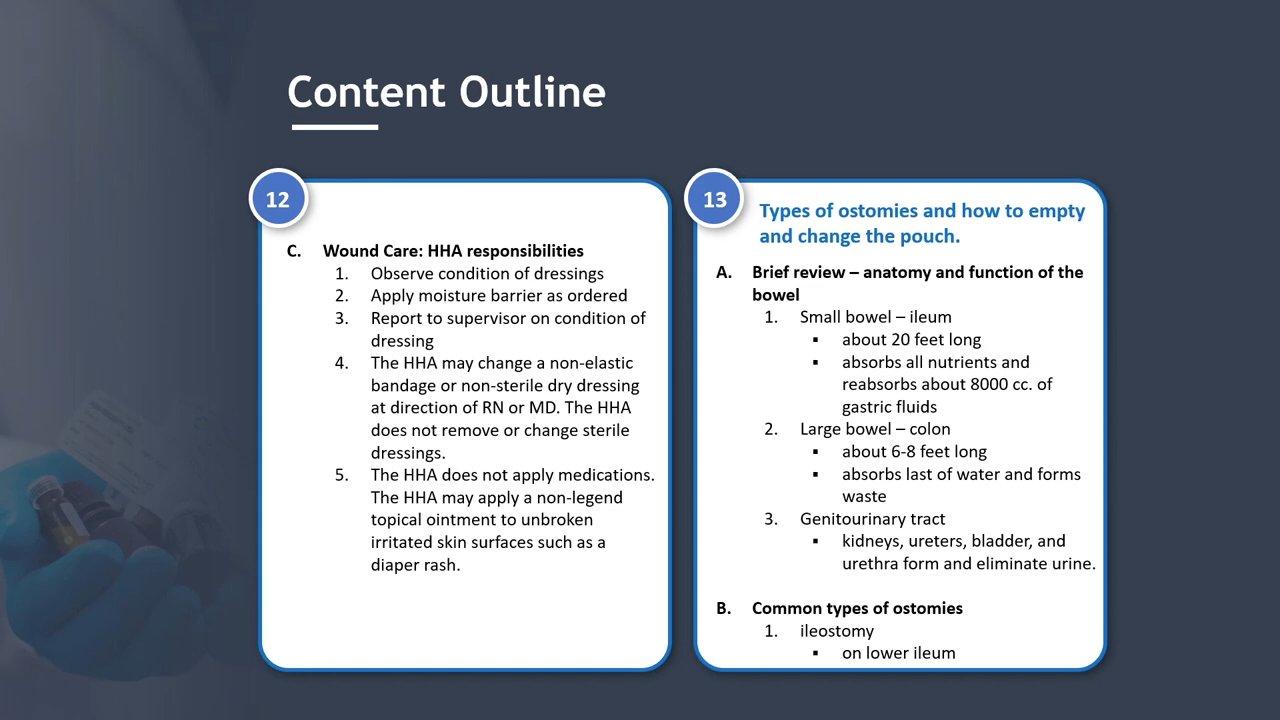 Content Outline
12
C. Wound Care: HHA responsibilities
1. Observe condition of dressings
2. Apply moisture barrier as ordered
3. Report to supervisor on condition of
dressing
4. The HHA may change a non-elastic
bandage or non-sterile dry dressing
at direction of RN or MD. The HHA
does not remove or change sterile
dressings.
5. The HHA does not apply medications.
The HHA may apply a non-legend
topical ointment to unbroken
irritated skin surfaces such as a
diaper rash.
13
Types of ostomies and how to empty
and change the pouch.
A. Brief review – anatomy and function of the
bowel
1. Small bowel – ileum
▪ about 20 feet long
▪ absorbs all nutrients and
reabsorbs about 8000 cc. of
gastric fluids
2. Large bowel – colon
▪ about 6-8 feet long
▪ absorbs last of water and forms
waste
3. Genitourinary tract
▪ kidneys, ureters, bladder, and
urethra form and eliminate urine.
B. Common types of ostomies
1. ileostomy
▪ on lower ileum